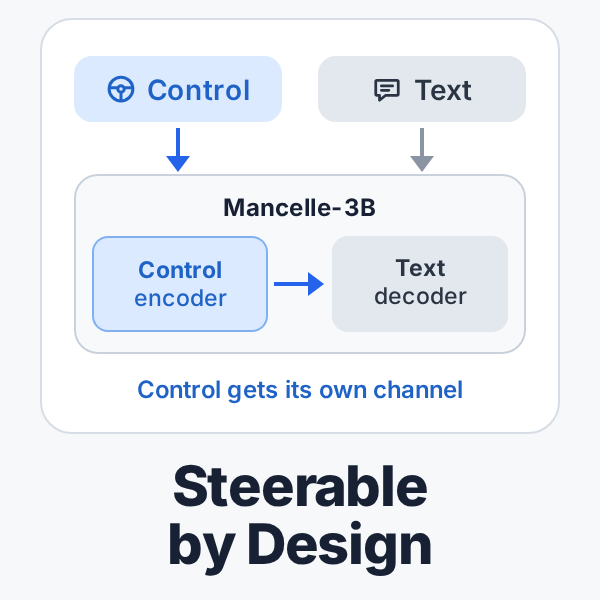 Control
Text
Mancelle-3B
Control
encoder
Text
decoder
Control gets its own channel
Steerable
by Design